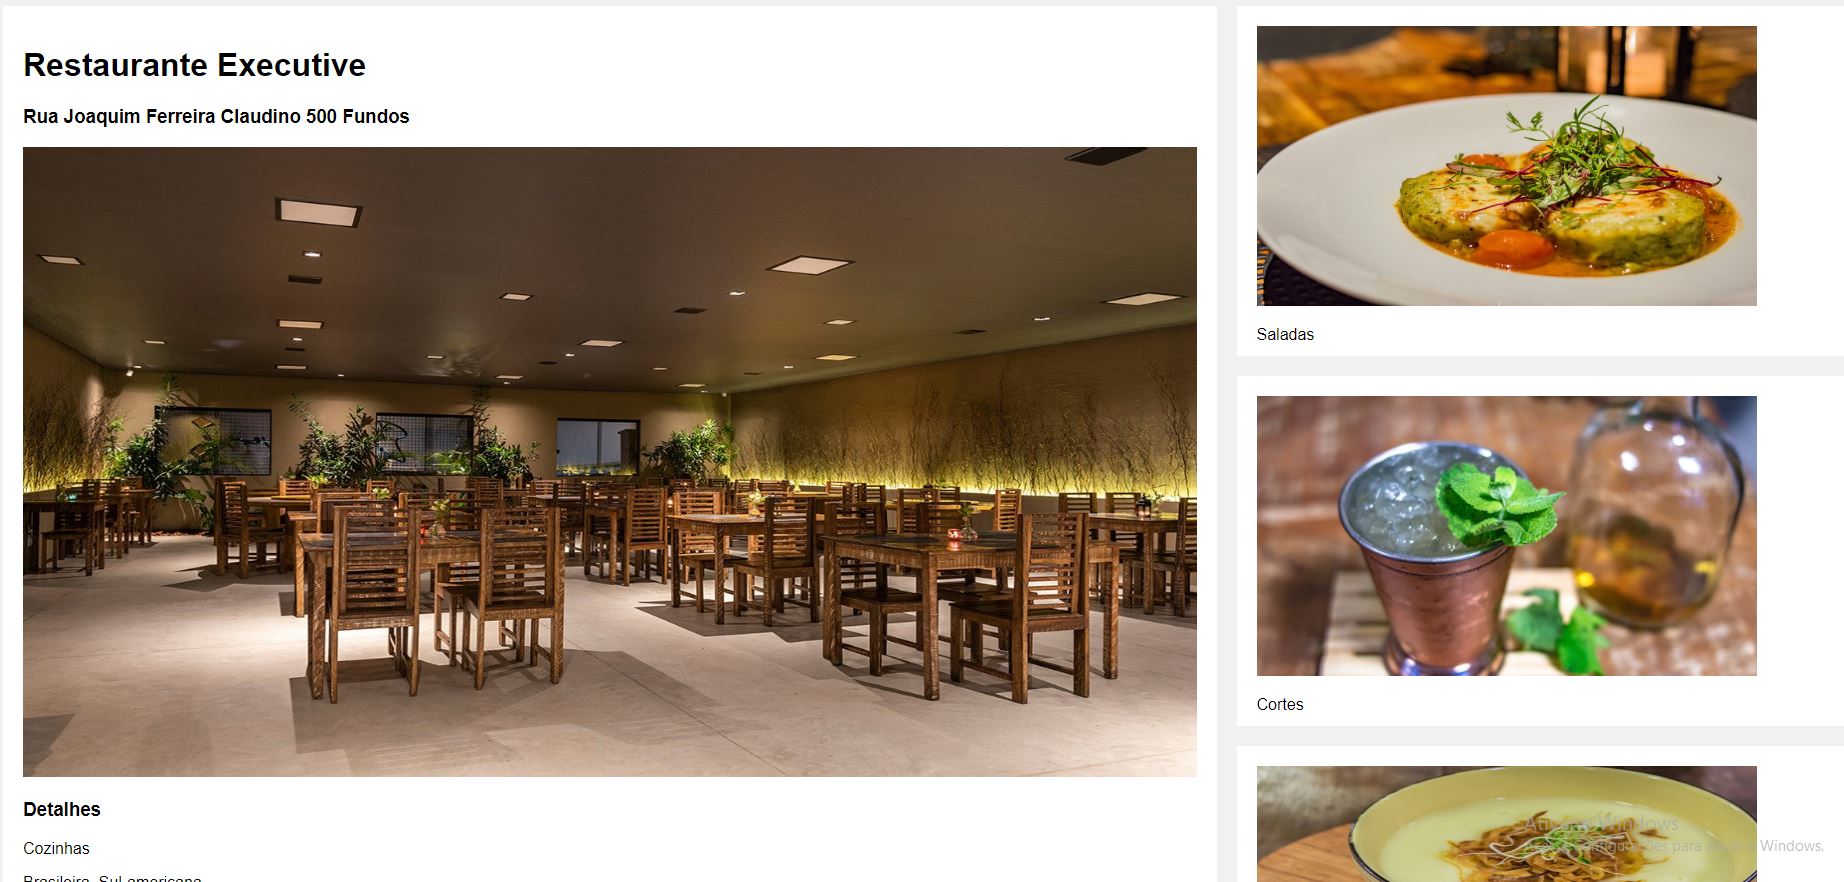 Restaurante Executive
Rua Joaquim Ferreira Claudino 500 Fundos
Detalhes
Cozinhas
Brasileira, Sul-americana
Saladas
Cortes
Ativar o Windows
Acesse Configurações para ativar o Windows.